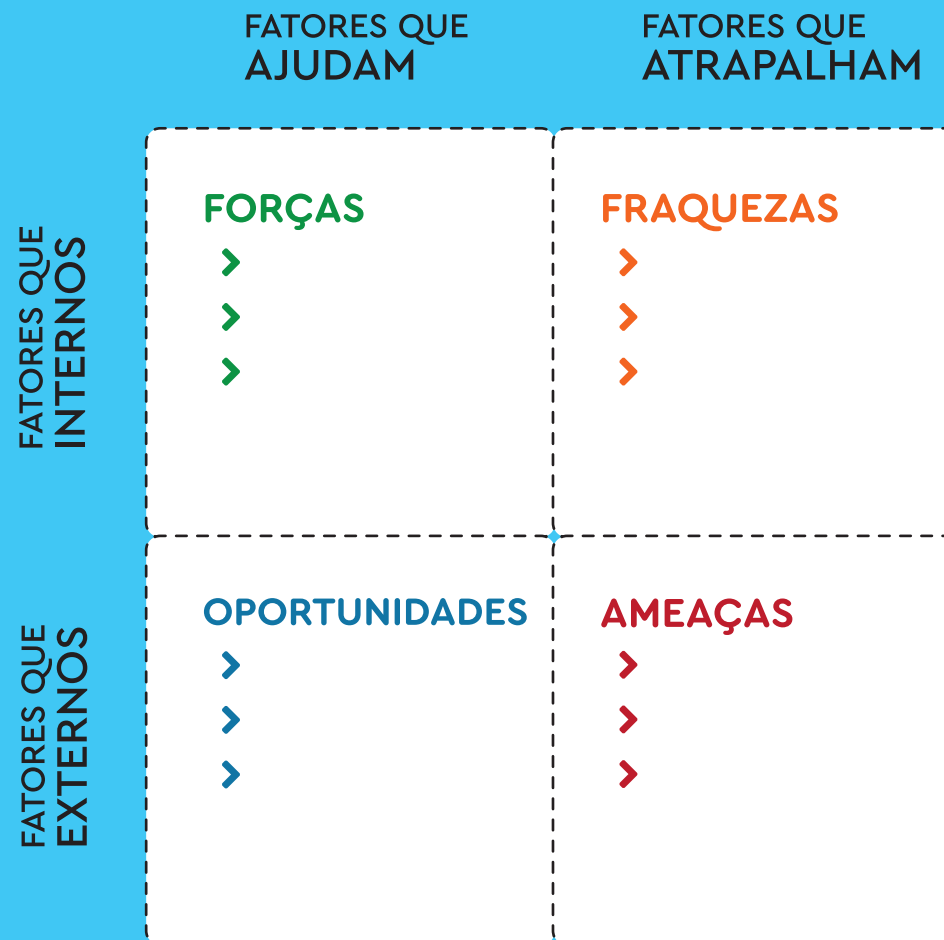 FATORES QUE
AJUDAM
FATORES QUE
ATRAPALHAM
FATORES QUE
INTERNOS
FORÇAS
FRAQUEZAS
FATORES QUE
EXTERNOS
OPORTUNIDADES
AMEAÇAS